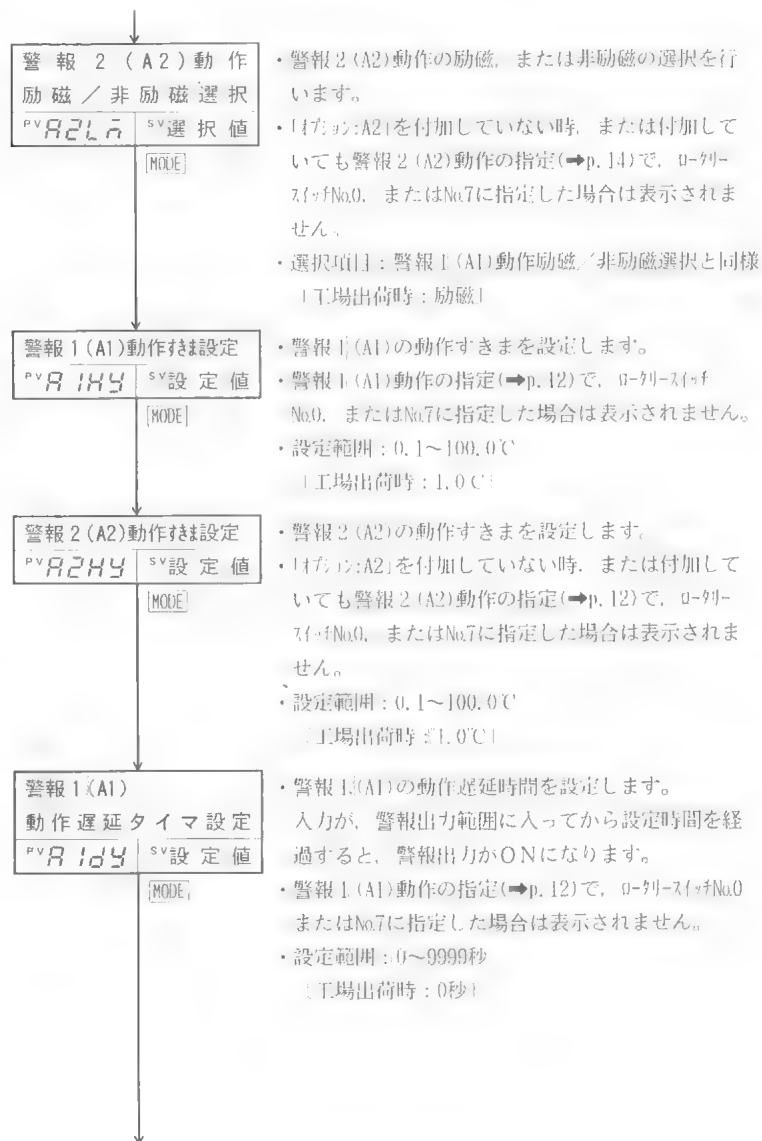 警報2(A2)動作
励磁/非励磁選択
PV A2Lm SV 選択値
MODE
・警報2(A2)動作の励磁、または非励磁の選択を行
います。
・「オプション:A2」を付加していない時、または付加して
いても警報2(A2)動作の指定(➡p.14)で、ロータリー
スイッチNo.0、またはNo.7に指定した場合は表示されま
せん。
・選択項目:警報1(A1)動作励磁/非励磁選択と同様
「工場出荷時:励磁」
警報1(A1)動作すきま設定
PV A1HY SV 設定値
MODE
・警報1(A1)の動作すきまを設定します。
・警報1(A1)動作の指定(➡p.12)で、ロータリースイッチ
No.0、またはNo.7に指定した場合は表示されません。
・設定範囲:0.1~100.0℃
「工場出荷時:1.0℃」
警報2(A2)動作すきま設定
PV A2HY SV 設定値
MODE
・警報2(A2)の動作すきまを設定します。
・「オプション:A2」を付加していない時、または付加して
いても警報2(A2)動作の指定(➡p.12)で、ロータリー
スイッチNo.0、またはNo.7に指定した場合は表示されま
せん。
・設定範囲:0.1~100.0℃
「工場出荷時:1.0℃」
警報1(A1)
動作遅延タイマ設定
PV A1dY SV 設定値
MODE
・警報1(A1)の動作遅延時間を設定します。
入力が、警報出力範囲に入ってから設定時間を経
過すると、警報出力がONになります。
・警報1(A1)動作の指定(➡p.12)で、ロータリースイッチNo.0
またはNo.7に指定した場合は表示されません。
・設定範囲:0~9999秒
「工場出荷時:0秒」